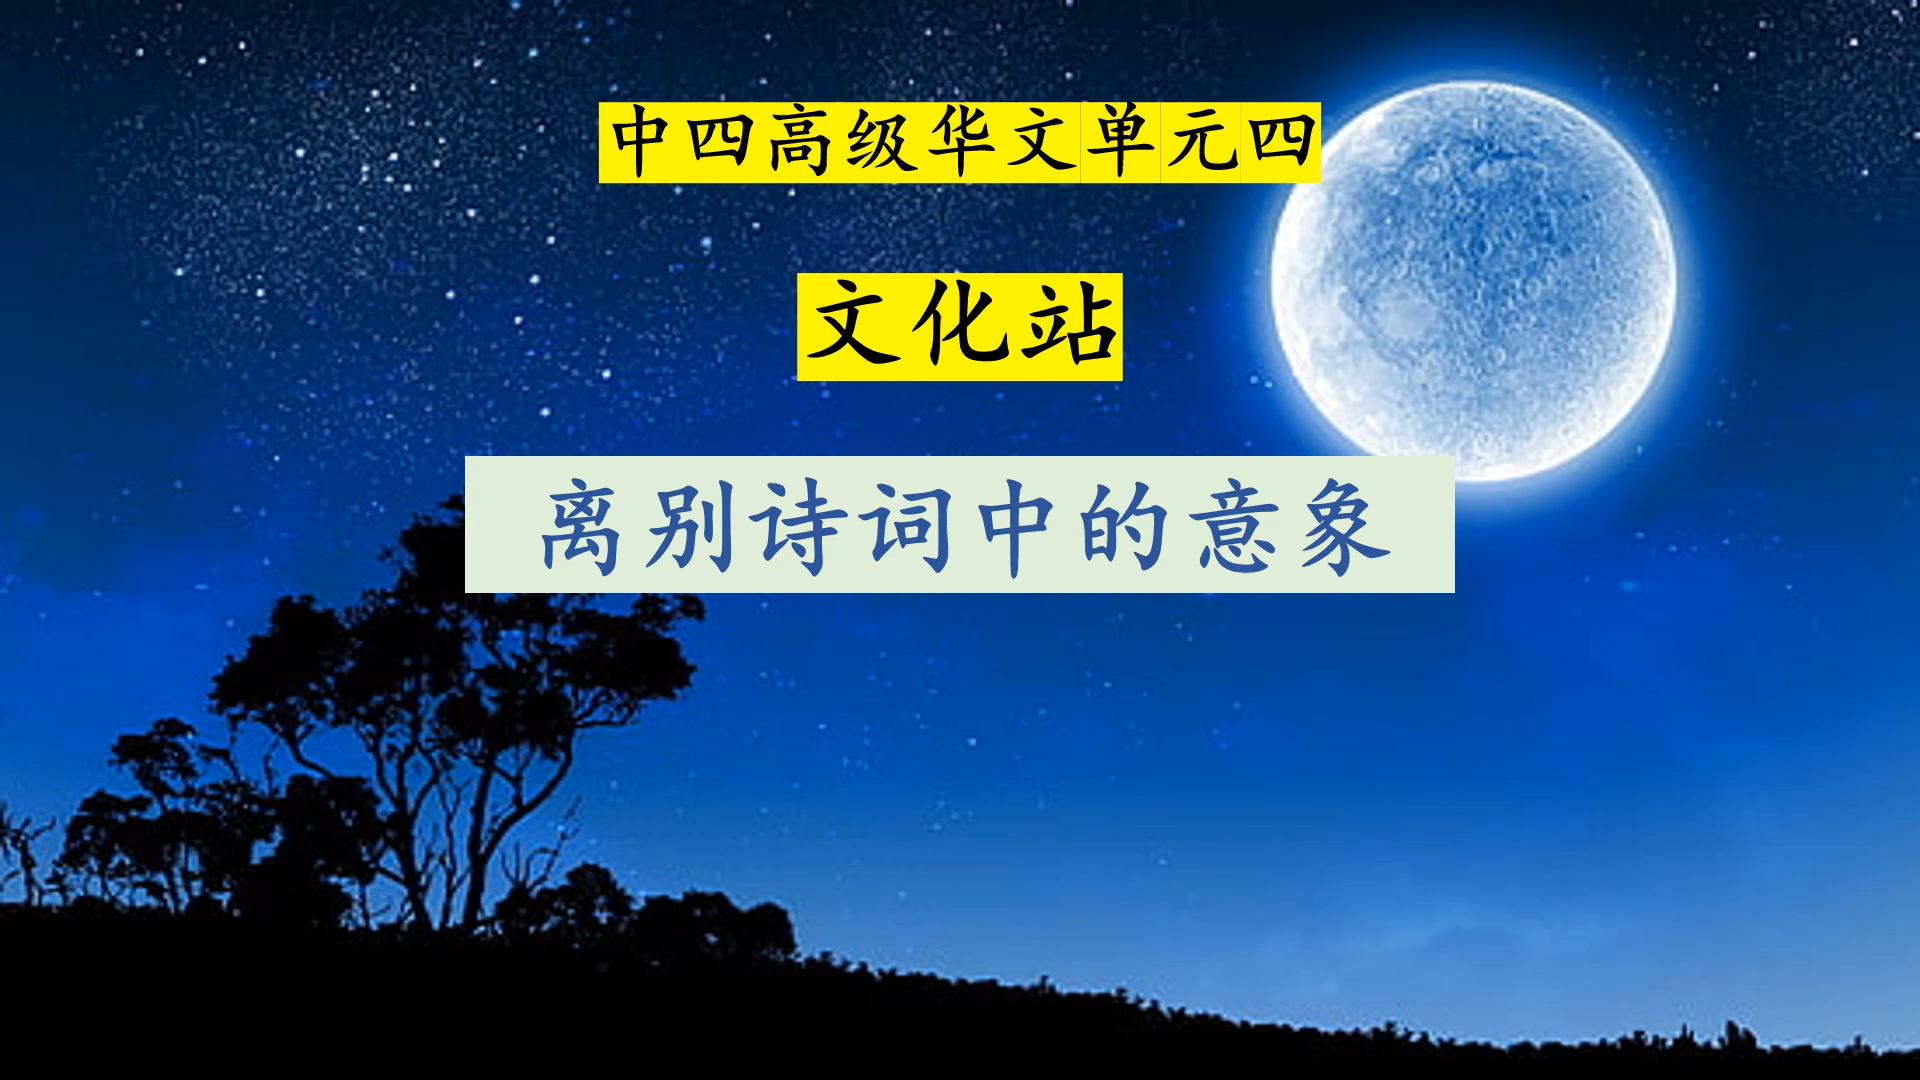 中四高级华文单元四
文化站
离别诗词中的意象